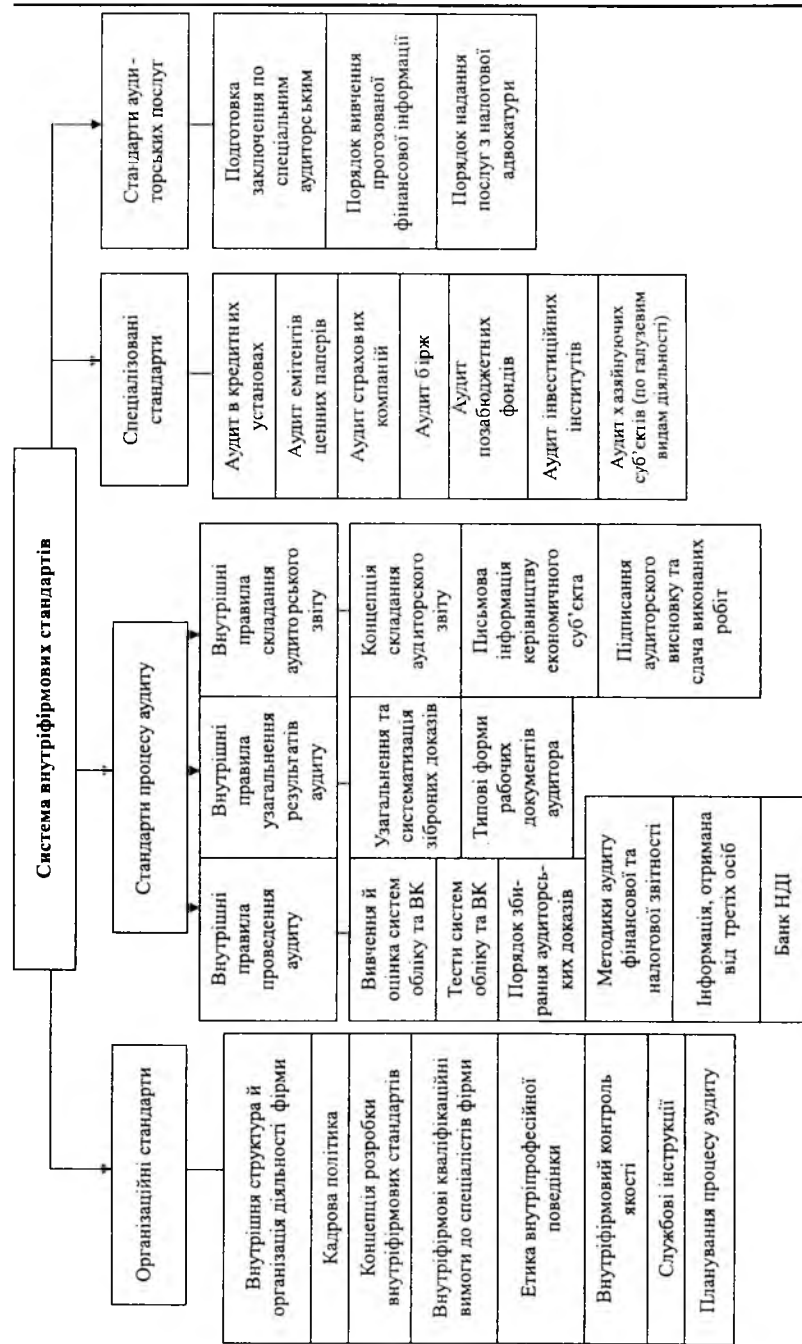 Система внутріфірмових стандартів
Організаційні стандарти
Внутрішня структура й
організація діяльності фірми
Кадрова політика
Концепція розробки
внутріфірмових стандартів
Внутріфірмові кваліфікаційні
вимоги до спеціалістів фірми
Етика внутріпрофесійної
поведінки
Внутріфірмовий контроль
якості
Службові інструкції
Планування процесу аудиту
Стандарти процесу аудиту
Внутрішні
правила
проведення
аудиту
Вивчення й
оцінка систем
обліку та ВК
Тести систем
обліку та ВК
Порядок зби-
рання аудиторсь-
ких доказів
Методики аудиту
фінансової та
налогової звітності
Інформація, отримана
від третіх осіб
Банк НДІ
Внутрішні
правила
узагальнення
результатів
аудиту
Узагальнення та
систематизація
зіброних доказів
Типові форми
рабочих
документів
аудитора
Внутрішні
правила
складання
аудиторського
звіту
Концепція
складання
аудиторского
звіту
Письмова
інформація
керівництву
економичного
суб’єкта
Підписання
аудиторского
висновку та
сдача виконаних
робіт
Спеціалізовані
стандарти
Аудит в кредитних
установах
Аудит емітентів
ценних паперів
Аудит страхових
компаній
Аудит бірж
Аудит
позабюджетних
фондів
Аудит інвестиційних
інститутів
Аудит хазяйнуючих
суб’єктів (по галузевим
видам діяльності)
Стандарти ауди-
торських послуг
Подготовка
заключення по
спеціальним
аудиторським
Порядок вивчення
прогозованої
фінансової інформації
Порядок надання
послуг з налогової
адвокатури